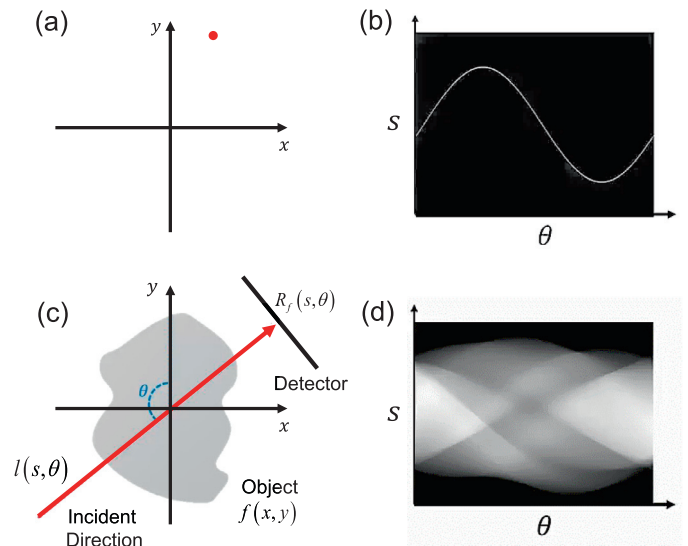 (a)
y
x
(b)
S
θ
(c)
y
R_f(s,θ)
θ
Detector
x
l(s,θ)
Object
f(x,y)
Incident
Direction
(d)
S
θ